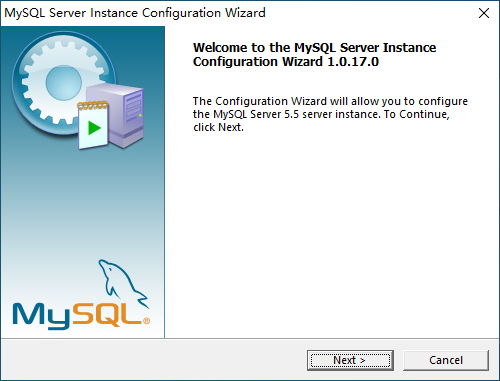 MySQL Server Instance Configuration Wizard
Welcome to the MySQL Server Instance
Configuration Wizard 1.0.17.0
The Configuration Wizard will allow you to configure
the MySQL Server 5.5 server instance. To Continue,
click Next.
MySQL®
Next >
Cancel